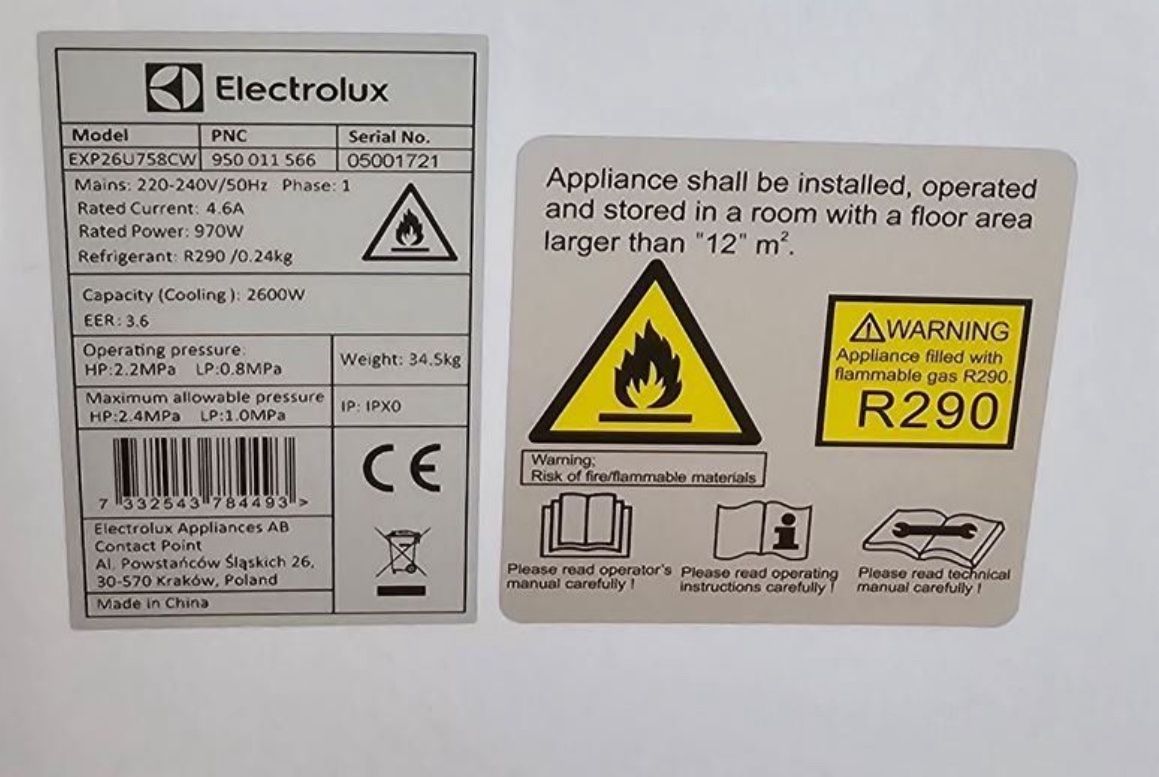 Electrolux
Model PNC Serial No.
EXP26U758CW 950 011 566 05001721
Mains: 220-240V/50Hz Phase: 1
Rated Current: 4.6A
Rated Power: 970W
Refrigerant: R290 /0.24kg
Capacity (Cooling ): 2600W
EER: 3.6
Operating pressure:
HP:2.2MPa LP:0.8MPa
Weight: 34.5kg
Maximum allowable pressure
HP:2.4MPa LP:1.0MPa
IP: IPX0
CE
7 332543 784493 >
Electrolux Appliances AB
Contact Point
Al. Powstańców Śląskich 26,
30-570 Kraków, Poland
Made in China
Appliance shall be installed, operated
and stored in a room with a floor area
larger than "12" m².
WARNING
Appliance filled with
flammable gas R290.
R290
Warning;
Risk of fire/flammable materials
Please read operator's
manual carefully !
Please read operating
instructions carefully !
Please read technical
manual carefully !